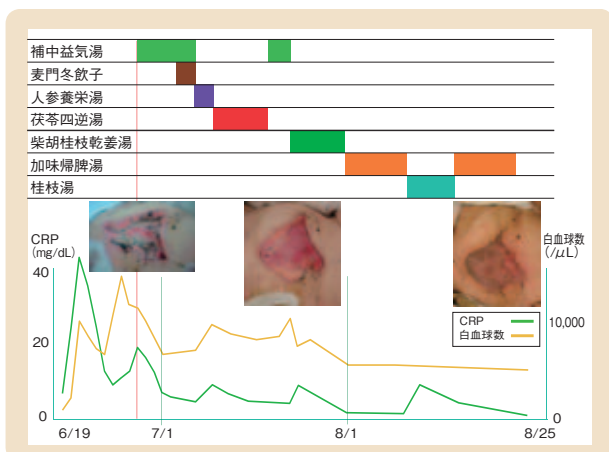 補中益気湯
麦門冬飲子
人参養栄湯
茯苓四逆湯
柴胡桂枝乾姜湯
加味帰脾湯
桂枝湯
CRP
(mg/dL)
白血球数
(/μL)
40
20
0
10,000
0
CRP
白血球数
6/19
7/1
8/1
8/25